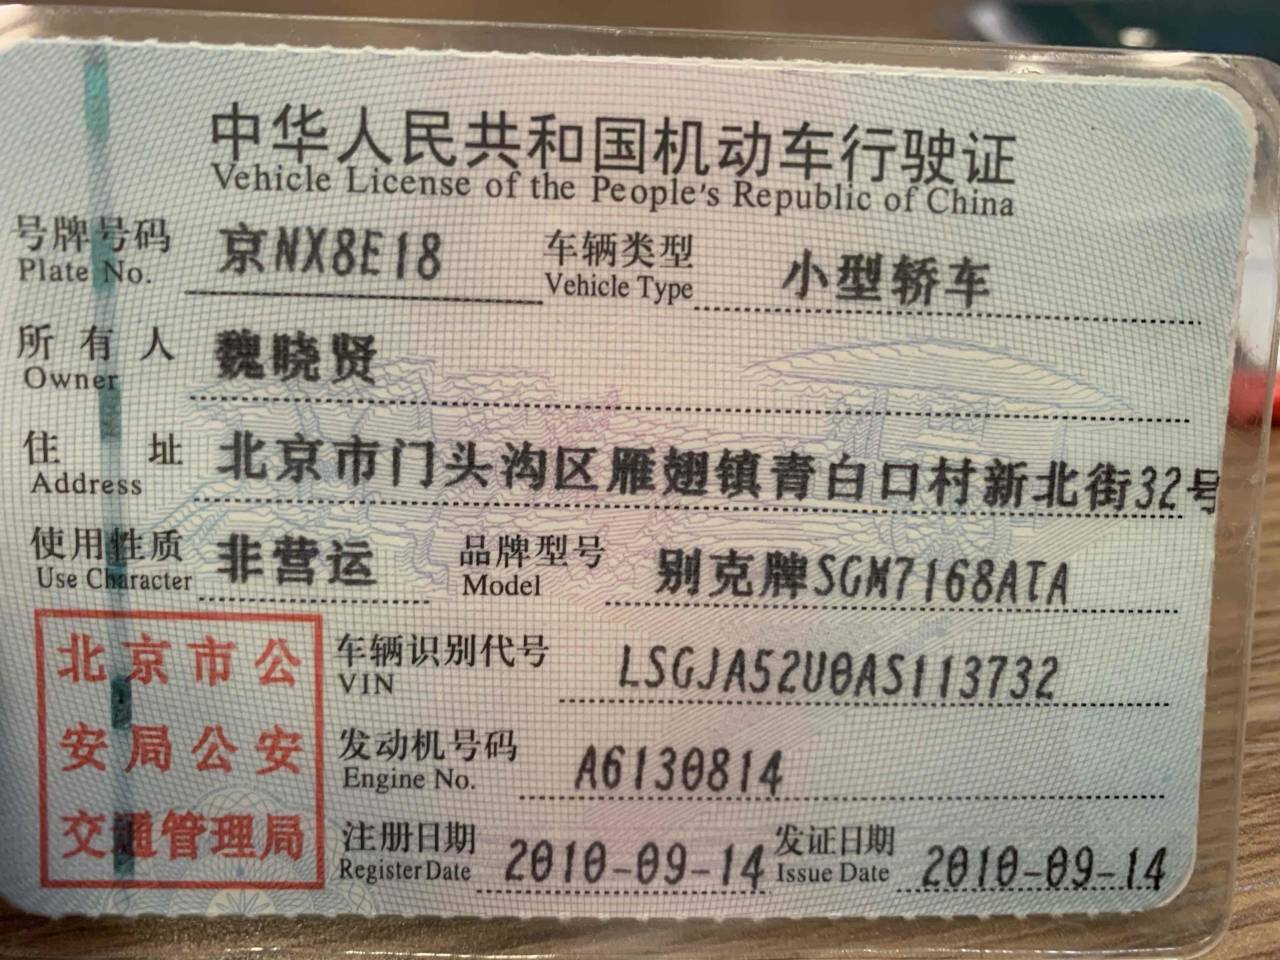 中华人民共和国机动车行驶证
Vehicle License of the People's Republic of China
号牌号码 京NX8E18 车辆类型 小型轿车
Plate No. Vehicle Type
所有人 魏晓贤
Owner
住址 北京市门头沟区雁翅镇青白口村新北街32号
Address
使用性质 非营运 品牌型号 别克牌SGM7168ATA
Use Character Model
北京市公
安局公安
交通管理局
车辆识别代号 LSGJA52U0AS113732
VIN
发动机号码 A6130814
Engine No.
注册日期 2010-09-14 发证日期 2010-09-14
Register Date Issue Date